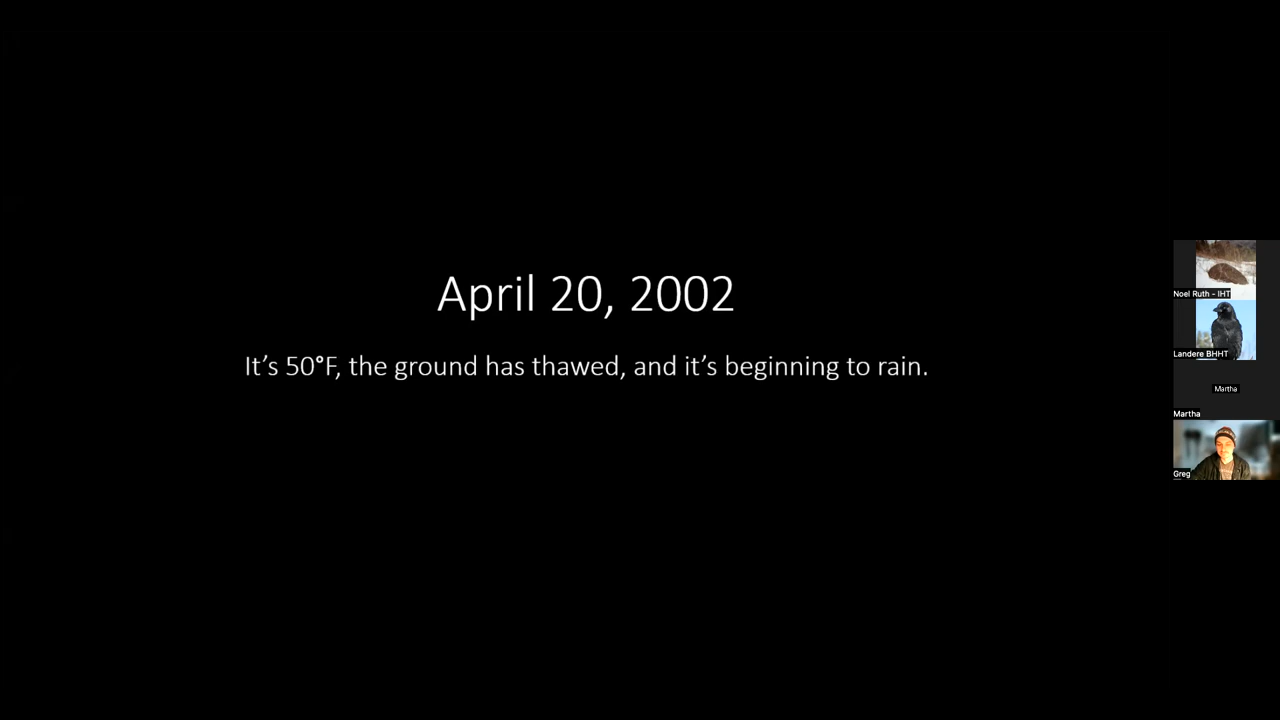 April 20, 2002
It’s 50°F, the ground has thawed, and it’s beginning to rain.
Noel Ruth - IHT
Landere BHHT
Martha
Martha
Greg